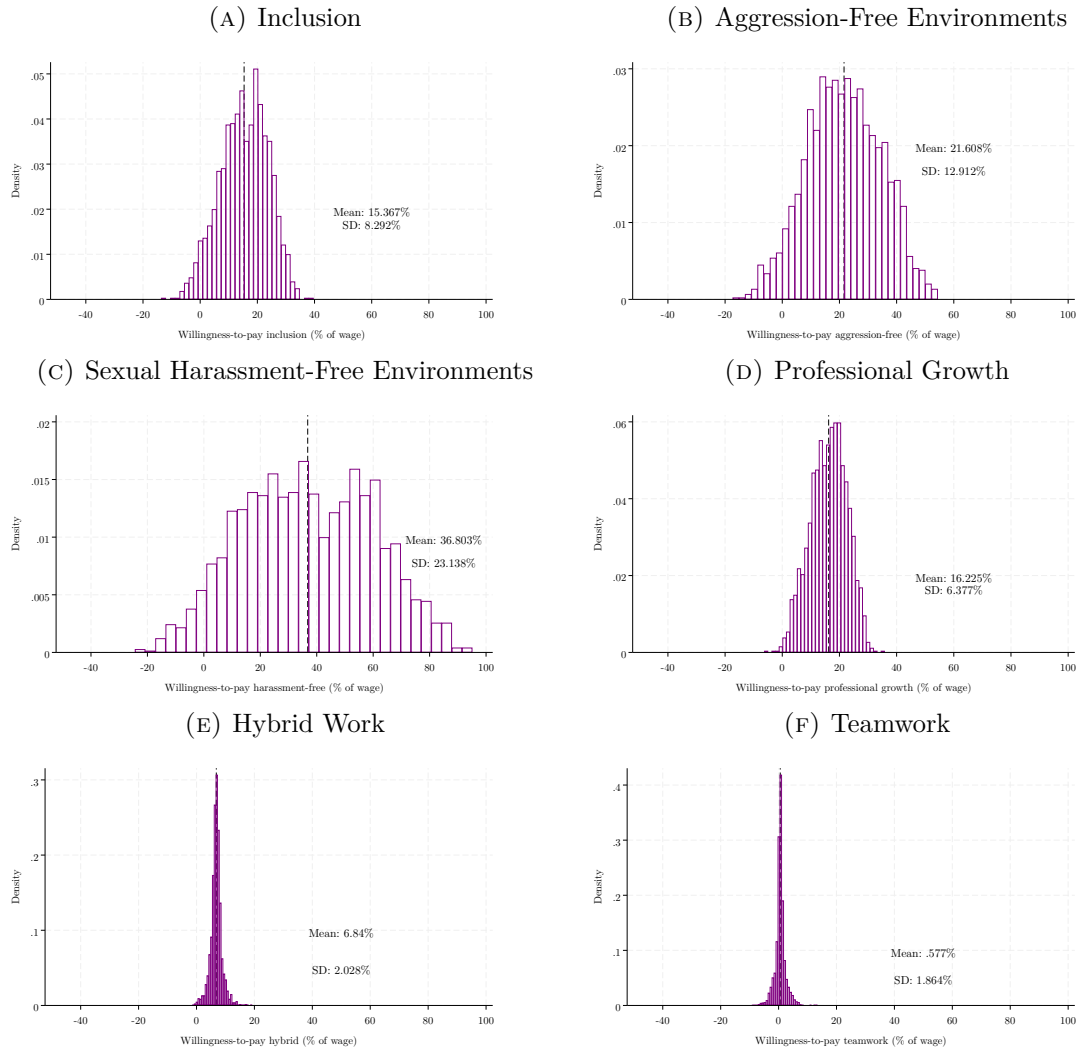 (A) Inclusion
.05
.04
.03
.02
.01
0
Density
Mean: 15.367%
SD: 8.292%
-40 -20 0 20 40 60 80 100
Willingness-to-pay inclusion (% of wage)
(B) Aggression-Free Environments
.03
.02
.01
0
Density
Mean: 21.608%
SD: 12.912%
-40 -20 0 20 40 60 80 100
Willingness-to-pay aggression-free (% of wage)
(C) Sexual Harassment-Free Environments
.02
.015
.01
.005
0
Density
Mean: 36.803%
SD: 23.138%
-40 -20 0 20 40 60 80 100
Willingness-to-pay harassment-free (% of wage)
(D) Professional Growth
.06
.04
.02
0
Density
Mean: 16.225%
SD: 6.377%
-40 -20 0 20 40 60 80 100
Willingness-to-pay professional growth (% of wage)
(E) Hybrid Work
.3
.2
.1
0
Density
Mean: 6.84%
SD: 2.028%
-40 -20 0 20 40 60 80 100
Willingness-to-pay hybrid (% of wage)
(F) Teamwork
.4
.3
.2
.1
0
Density
Mean: .577%
SD: 1.864%
-40 -20 0 20 40 60 80 100
Willingness-to-pay teamwork (% of wage)